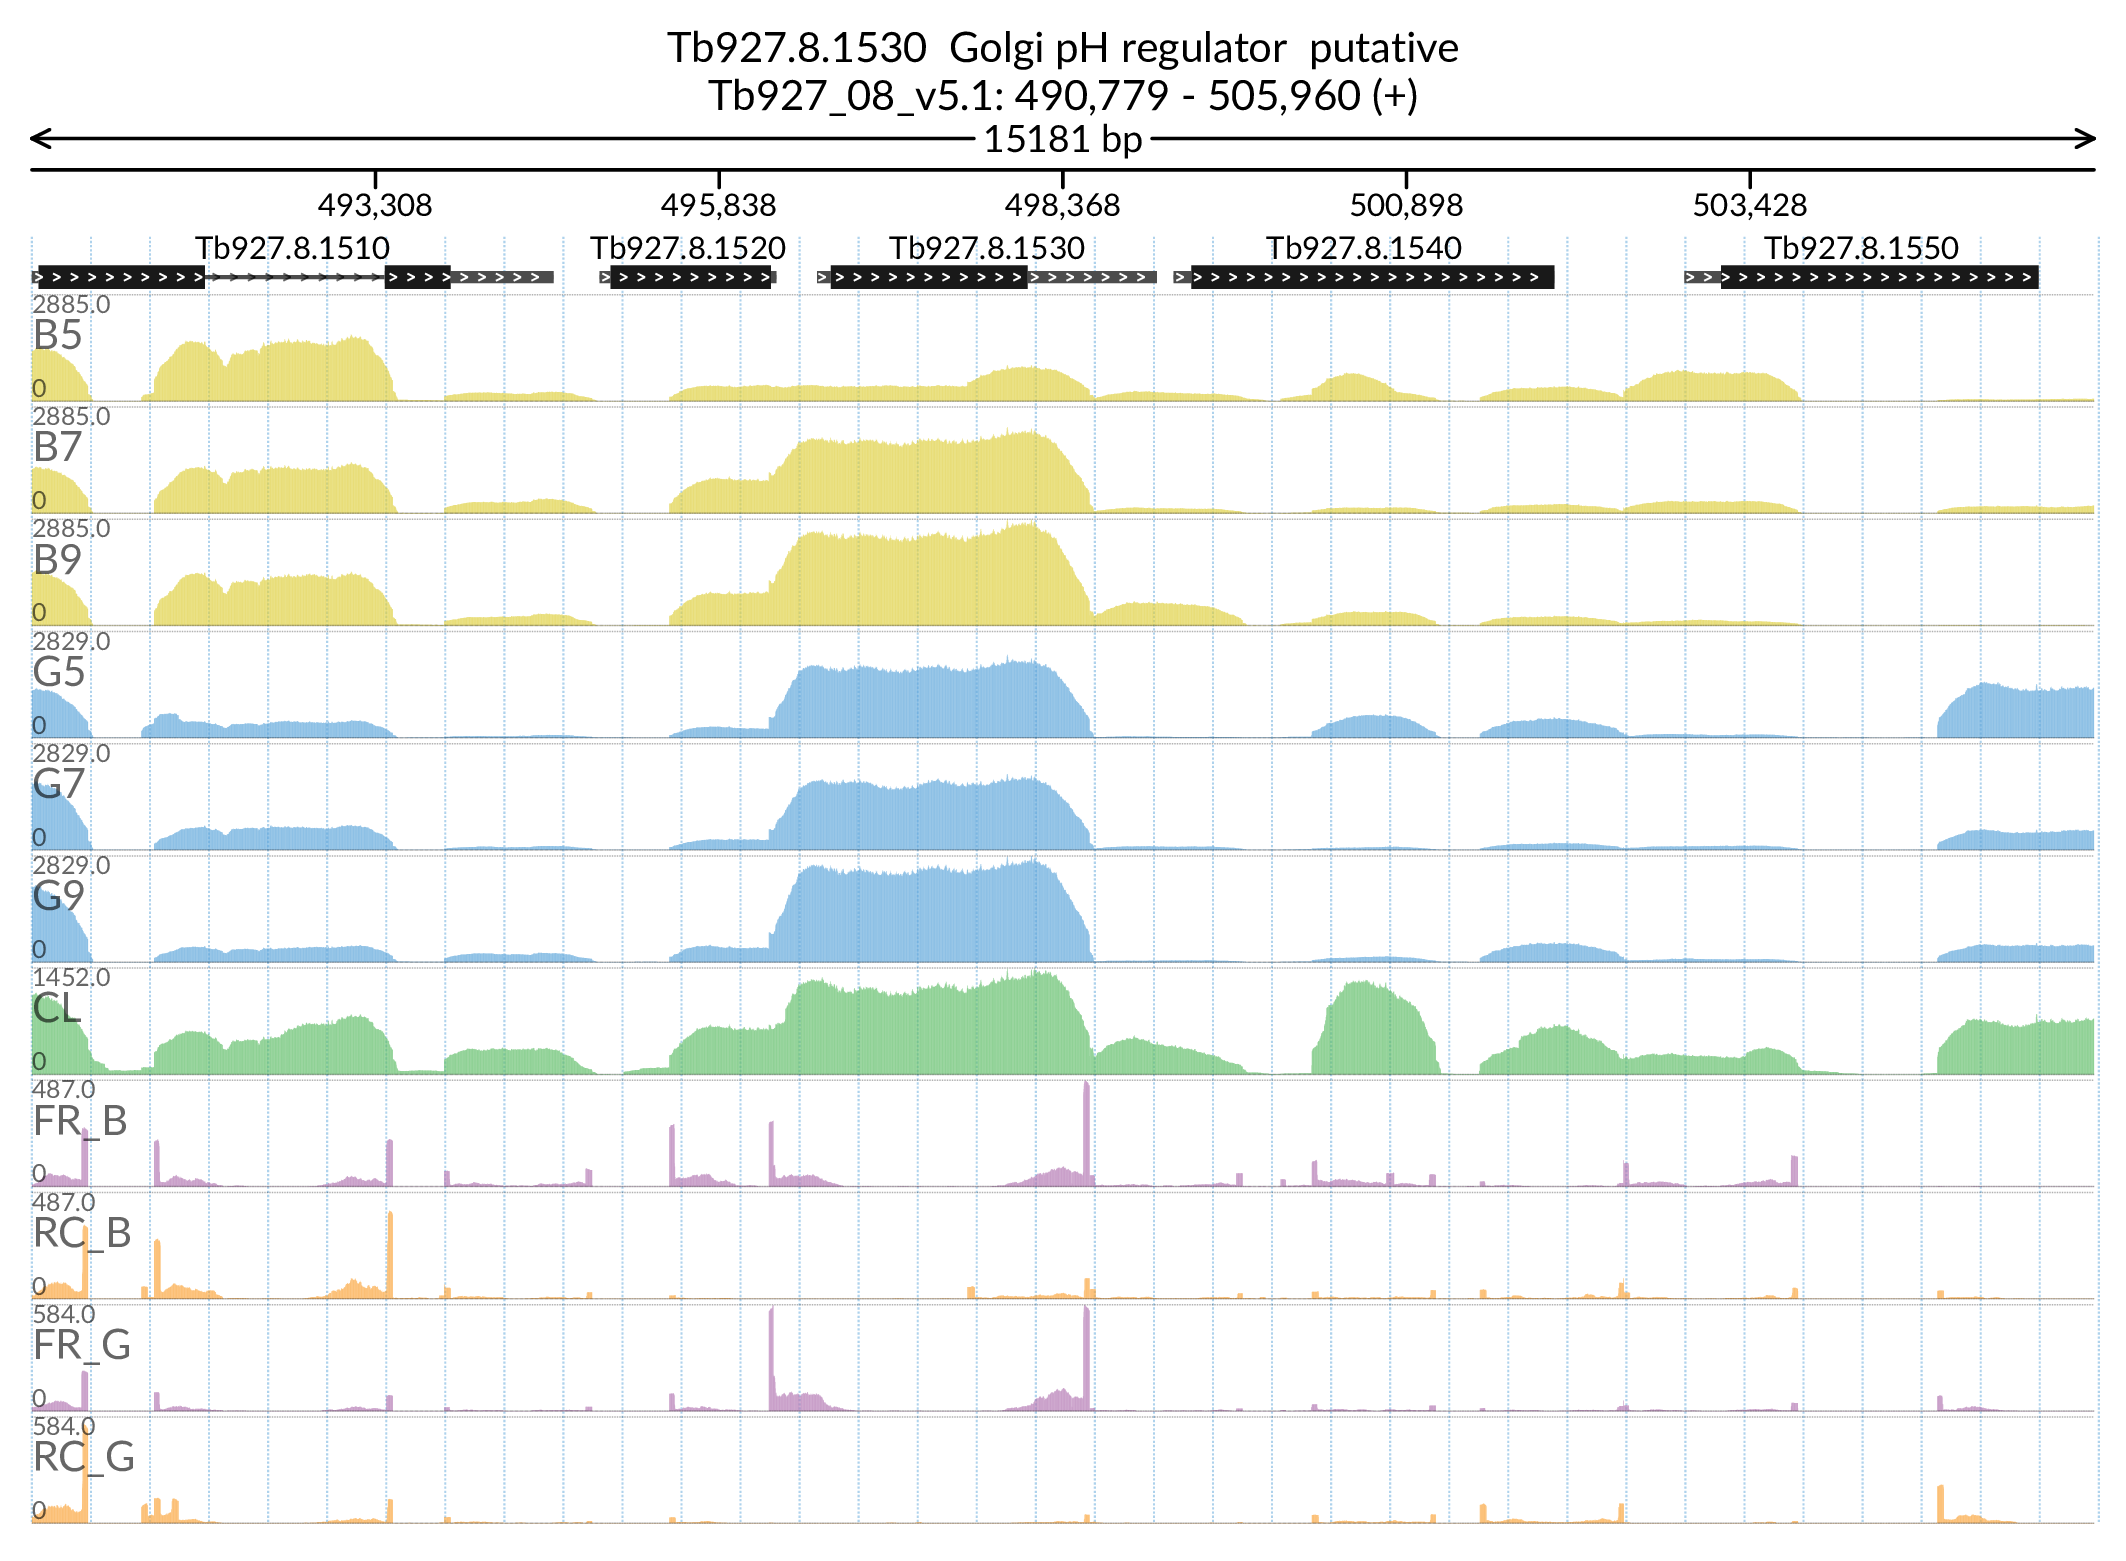 Tb927.8.1530  Golgi pH regulator  putative
Tb927_08_v5.1: 490,779 - 505,960 (+)
15181 bp
493,308 495,838 498,368 500,898 503,428
Tb927.8.1510 Tb927.8.1520 Tb927.8.1530 Tb927.8.1540 Tb927.8.1550
2885.0
B5
0
2885.0
B7
0
2885.0
B9
0
2829.0
G5
0
2829.0
G7
0
2829.0
G9
0
1452.0
CL
0
487.0
FR_B
0
487.0
RC_B
0
584.0
FR_G
0
584.0
RC_G
0